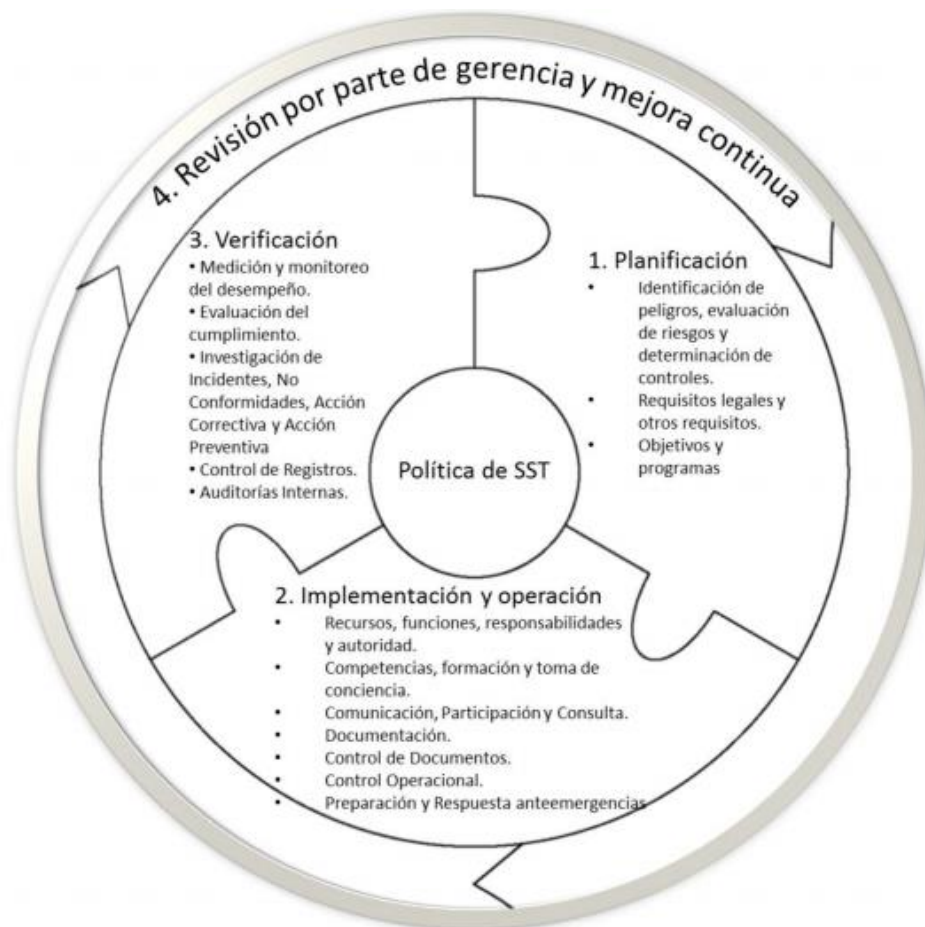 4. Revisión por parte de gerencia y mejora continua
3. Verificación
• Medición y monitoreo
del desempeño.
• Evaluación del
cumplimiento.
• Investigación de
Incidentes, No
Conformidades, Acción
Correctiva y Acción
Preventiva
• Control de Registros.
• Auditorías Internas.
1. Planificación
• Identificación de
peligros, evaluación
de riesgos y
determinación de
controles.
• Requisitos legales y
otros requisitos.
• Objetivos y
programas
Política de SST
2. Implementación y operación
• Recursos, funciones, responsabilidades
y autoridad.
• Competencias, formación y toma de
conciencia.
• Comunicación, Participación y Consulta.
• Documentación.
• Control de Documentos.
• Control Operacional.
• Preparación y Respuesta anteemergencias